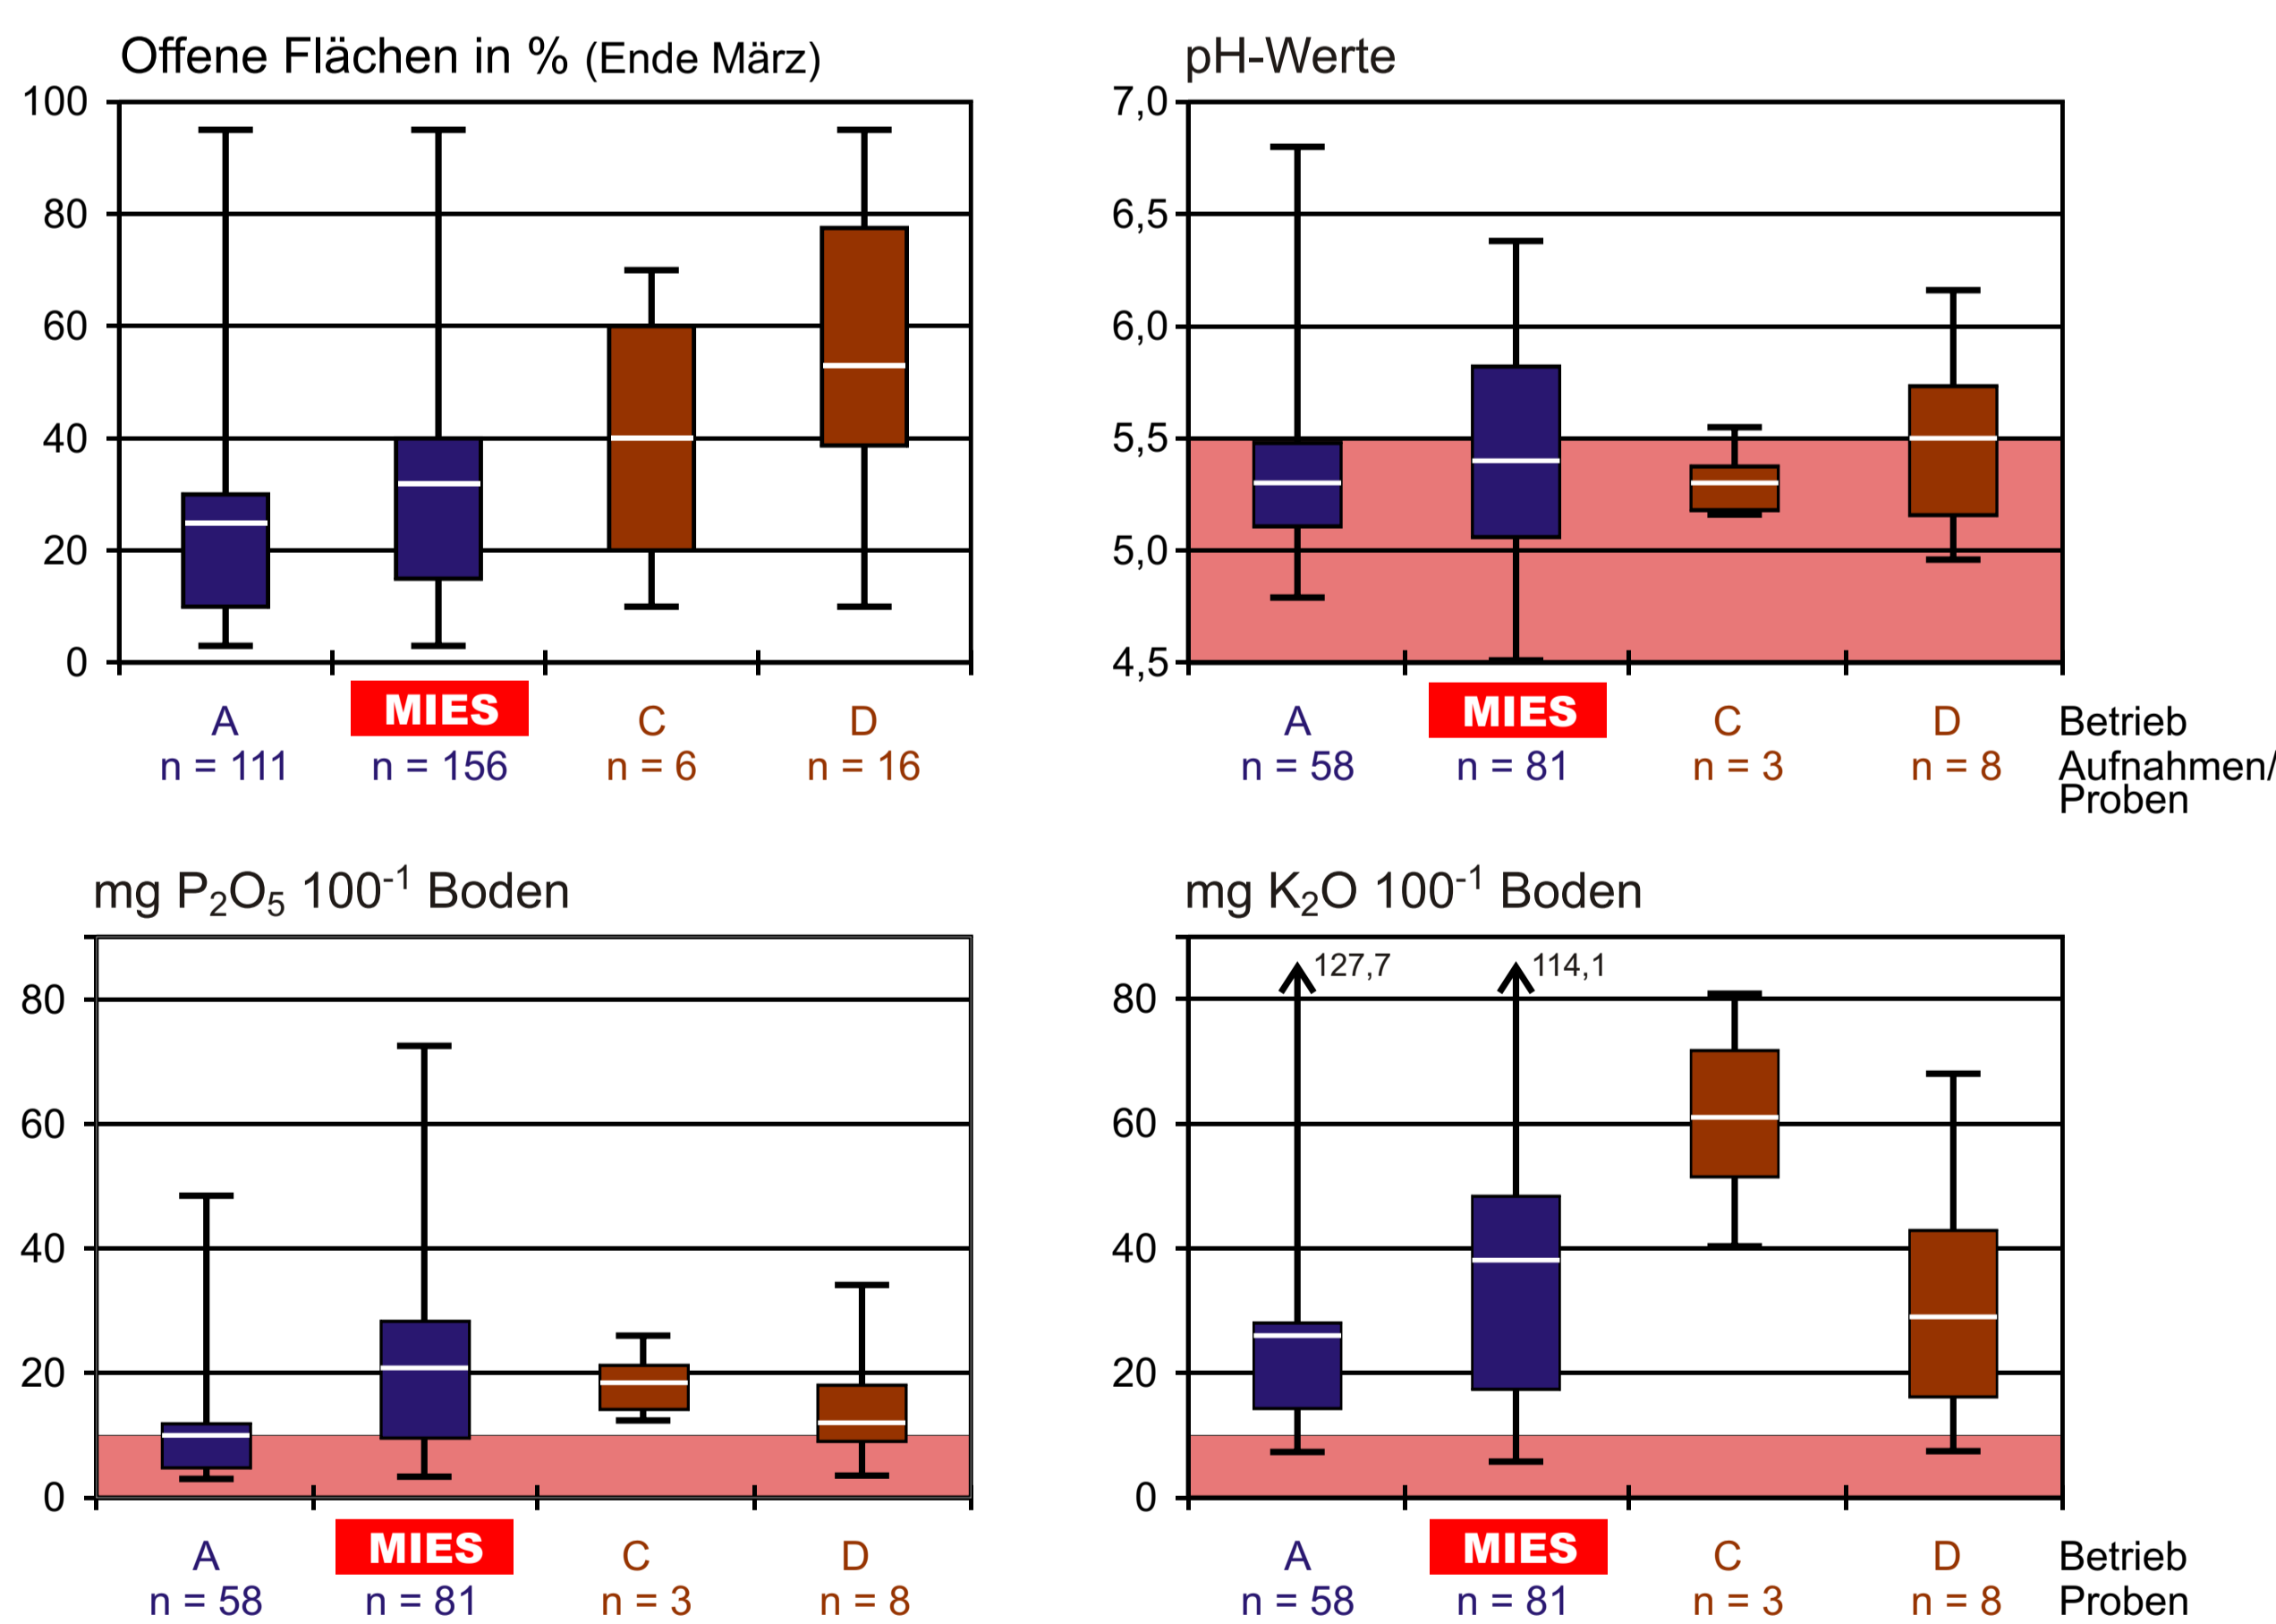 Offene Flächen in % (Ende März)
100
80
60
40
20
0
A MIES C D
n = 111 n = 156 n = 6 n = 16
pH-Werte
7,0
6,5
6,0
5,5
5,0
4,5
A MIES C D Betrieb
n = 58 n = 81 n = 3 n = 8 Aufnahmen/
Proben
mg P₂O₅ 100⁻¹ Boden
80
60
40
20
0
A MIES C D
n = 58 n = 81 n = 3 n = 8
mg K₂O 100⁻¹ Boden
127,7 114,1
80
60
40
20
0
A MIES C D Betrieb
n = 58 n = 81 n = 3 n = 8 Proben